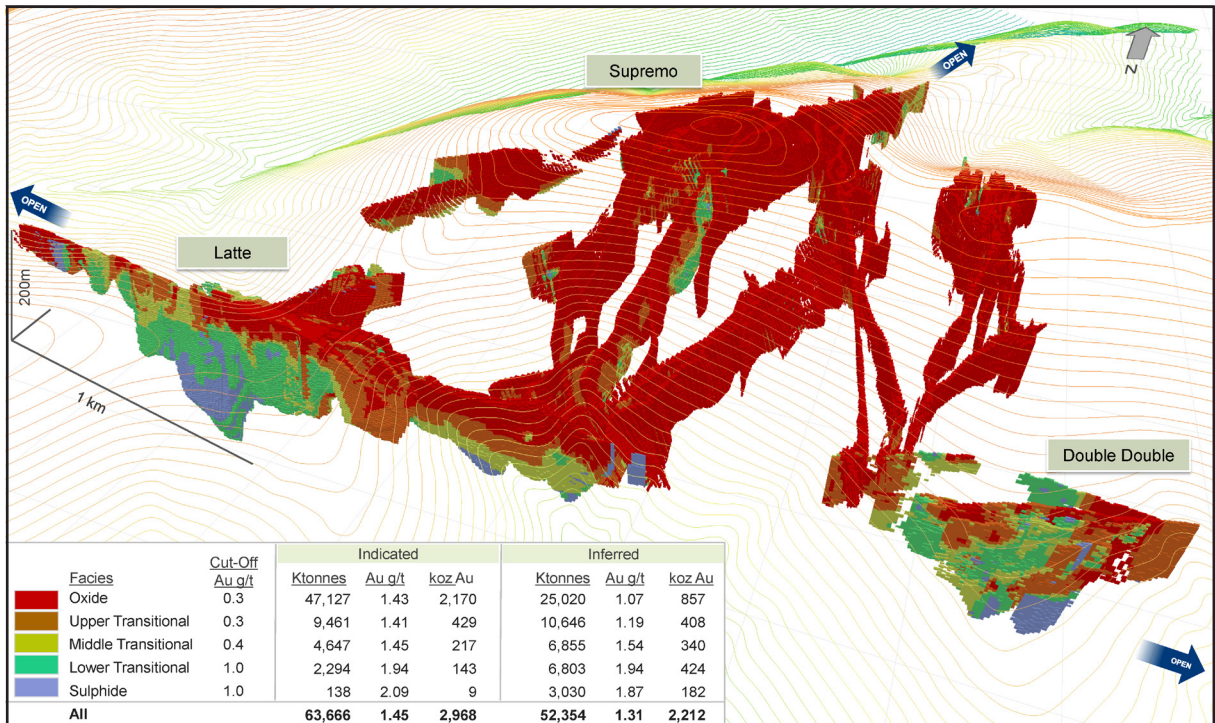 Supremo
OPEN
N
OPEN
Latte
200m
1 km
Double Double
OPEN
Indicated Inferred
Facies Cut-Off Au g/t Ktonnes Au g/t koz Au Ktonnes Au g/t koz Au
Oxide 0.3 47,127 1.43 2,170 25,020 1.07 857
Upper Transitional 0.3 9,461 1.41 429 10,646 1.19 408
Middle Transitional 0.4 4,647 1.45 217 6,855 1.54 340
Lower Transitional 1.0 2,294 1.94 143 6,803 1.94 424
Sulphide 1.0 138 2.09 9 3,030 1.87 182
All 63,666 1.45 2,968 52,354 1.31 2,212